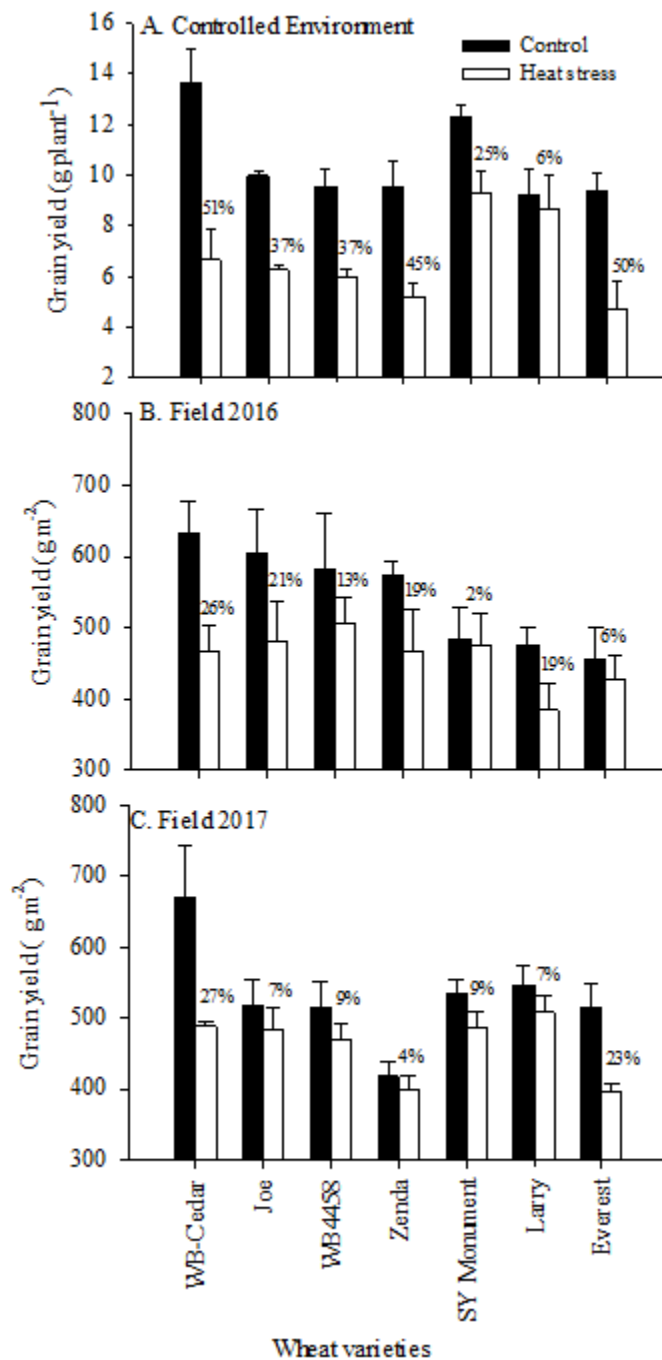 A. Controlled Environment
Control
Heat stress
Grain yield (g plant-1)
16
14
12
10
8
6
4
2
51%
37%
37%
45%
25%
6%
50%
B. Field 2016
Grain yield (g m-2)
800
700
600
500
400
300
26%
21%
13%
19%
2%
19%
6%
C. Field 2017
Grain yield ( g m-2)
800
700
600
500
400
300
27%
7%
9%
4%
9%
7%
23%
WB-Cedar
Joe
WB4458
Zenda
SY Monument
Larry
Everest
Wheat varieties